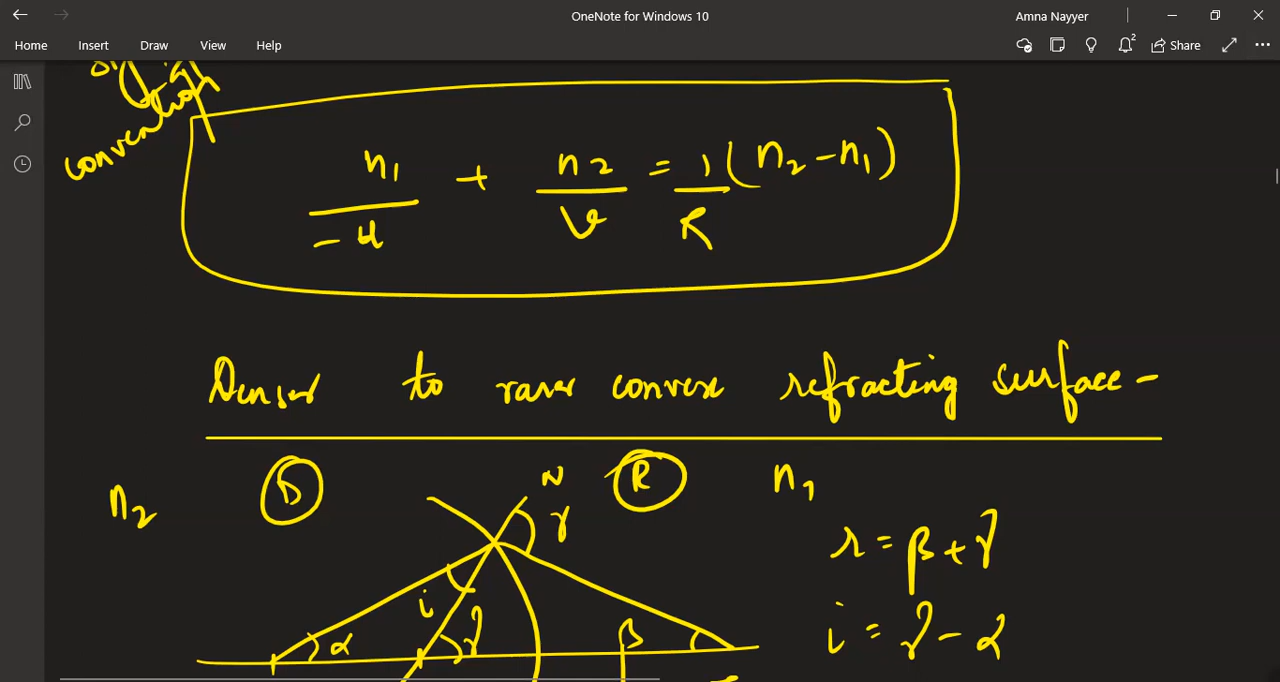 OneNote for Windows 10
Amna Nayyer
Home Insert Draw View Help
Share
sign
convention
n1/-u + n2/v = 1/R (n2 - n1)
Denser to rarer convex refracting surface -
n2 D N R n1
γ
r = β + γ
i α γ β
i = γ - α